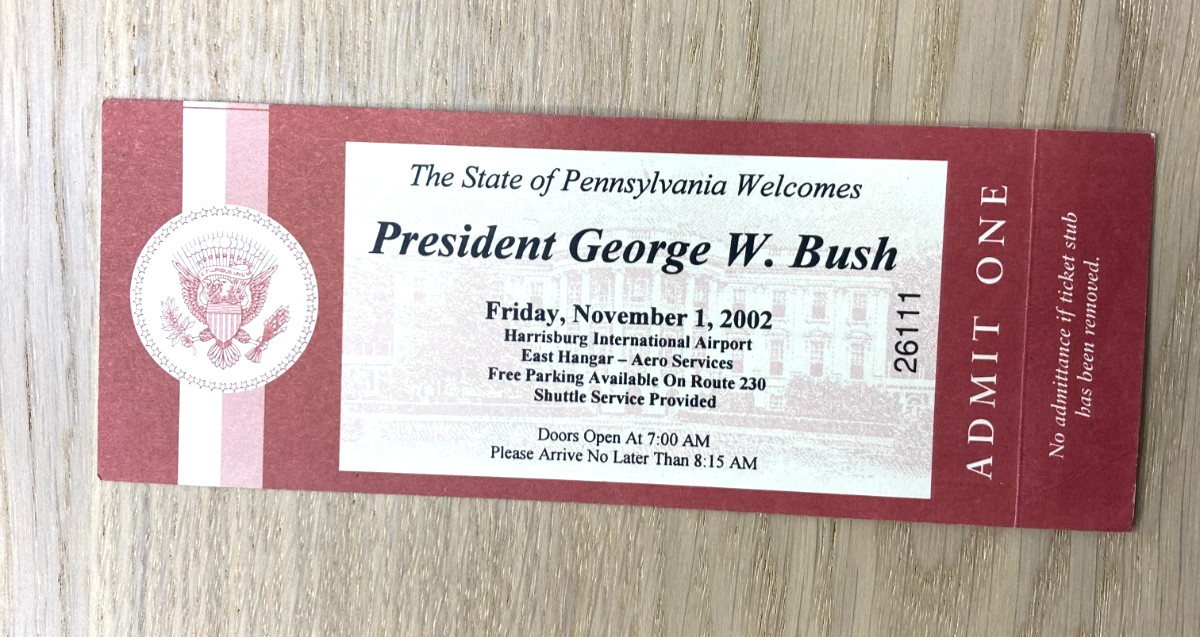 The State of Pennsylvania Welcomes
President George W. Bush
Friday, November 1, 2002
Harrisburg International Airport
East Hangar – Aero Services
Free Parking Available On Route 230
Shuttle Service Provided
Doors Open At 7:00 AM
Please Arrive No Later Than 8:15 AM
26111
ADMIT ONE
No admittance if ticket stub
has been removed.